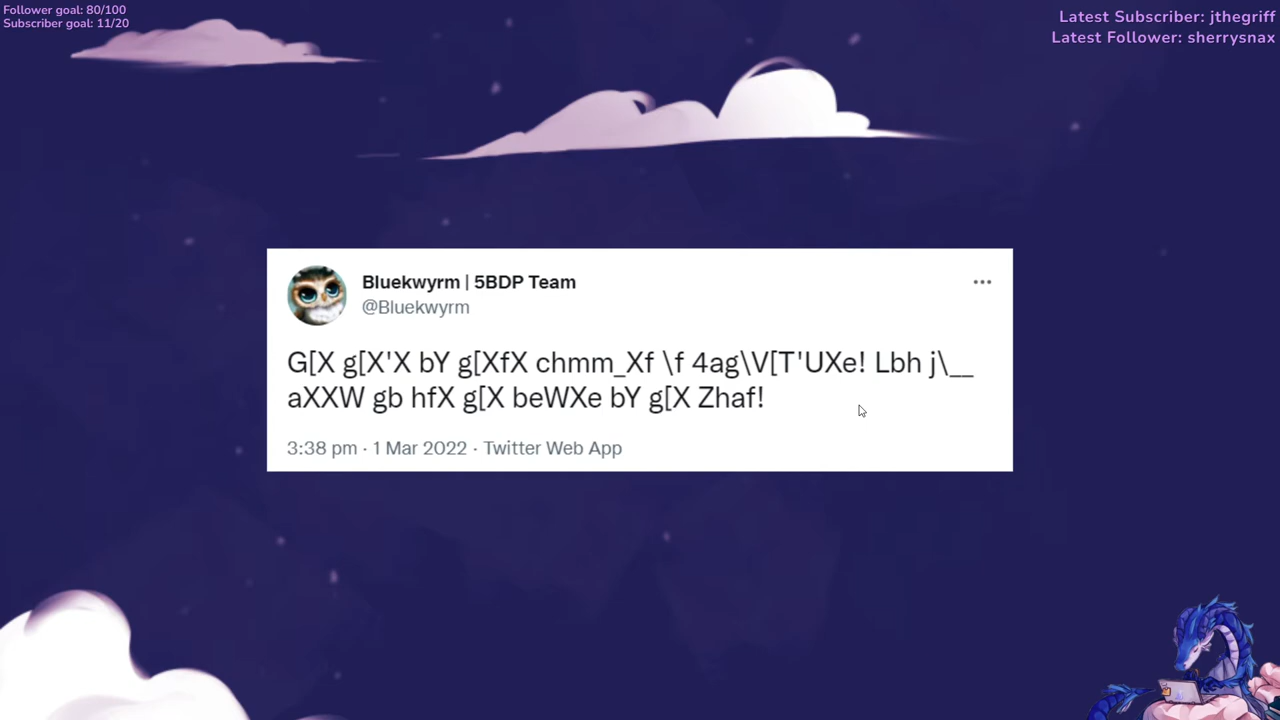 Follower goal: 80/100
Subscriber goal: 11/20
Latest Subscriber: jthegriff
Latest Follower: sherrysnax
Bluekwyrm | 5BDP Team
@Bluekwyrm
G[X g[X'X bY g[XfX chmm_Xf \f 4ag\V[T'UXe! Lbh j\__
aXXW gb hfX g[X beWXe bY g[X Zhaf!
3:38 pm · 1 Mar 2022 · Twitter Web App